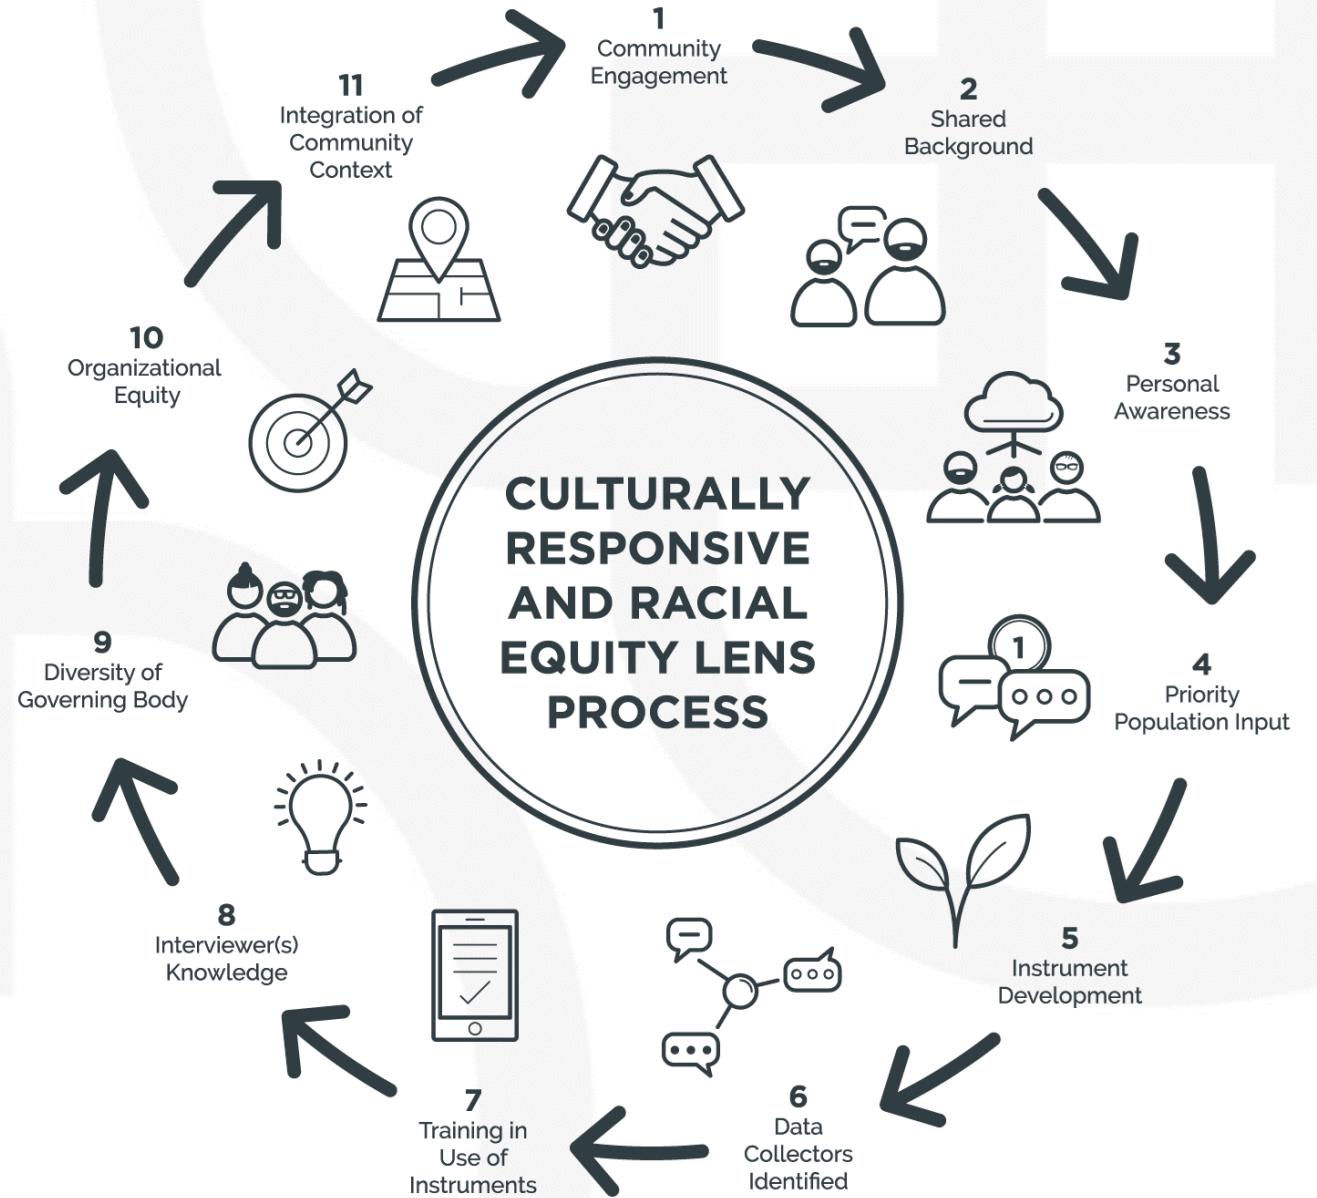 1
Community
Engagement
2
Shared
Background
3
Personal
Awareness
1
4
Priority
Population Input
5
Instrument
Development
6
Data
Collectors
Identified
7
Training in
Use of
Instruments
8
Interviewer(s)
Knowledge
9
Diversity of
Governing Body
10
Organizational
Equity
11
Integration of
Community
Context
CULTURALLY
RESPONSIVE
AND RACIAL
EQUITY LENS
PROCESS